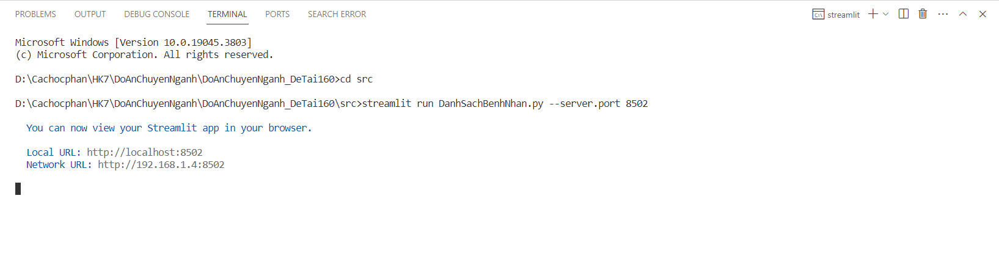 PROBLEMS OUTPUT DEBUG CONSOLE TERMINAL PORTS SEARCH ERROR streamlit
Microsoft Windows [Version 10.0.19045.3803]
(c) Microsoft Corporation. All rights reserved.
D:\Cachocphan\HK7\DoAnChuyenNganh\DoAnChuyenNganh_DeTai160>cd src
D:\Cachocphan\HK7\DoAnChuyenNganh\DoAnChuyenNganh_DeTai160\src>streamlit run DanhSachBenhNhan.py --server.port 8502
You can now view your Streamlit app in your browser.
Local URL: http://localhost:8502
Network URL: http://192.168.1.4:8502